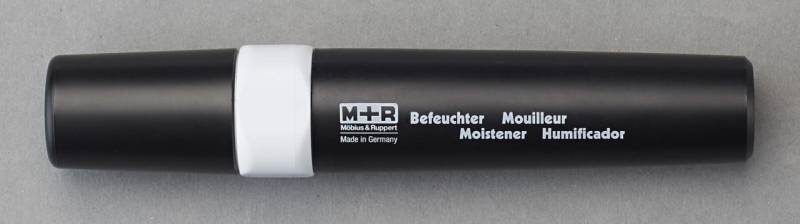 M+R
Möbius & Ruppert
Made in Germany
Befeuchter Mouilleur
Moistener Humificador